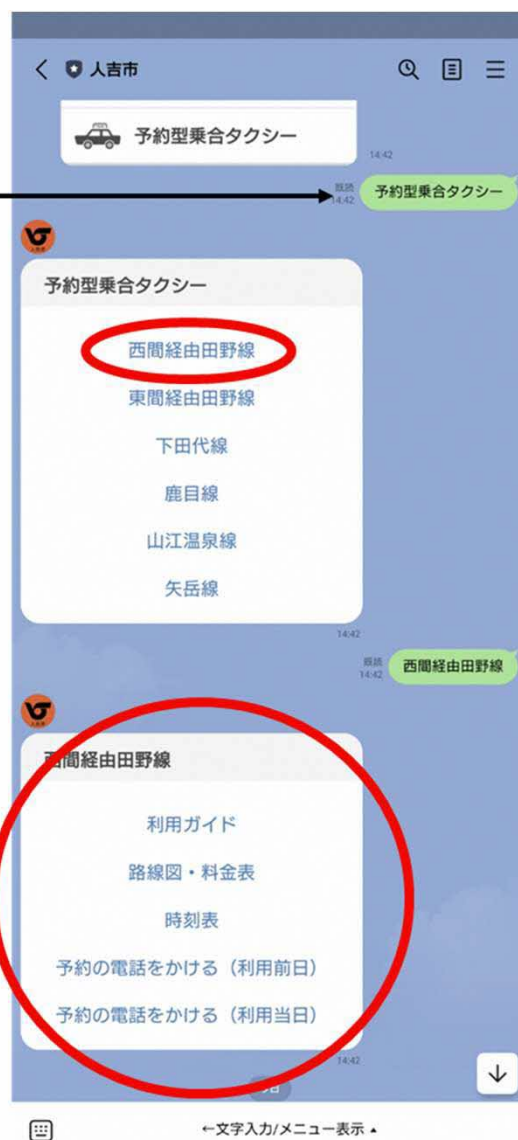 人吉市
予約型乗合タクシー
14:42
既読
14:42
予約型乗合タクシー
予約型乗合タクシー
西間経由田野線
東間経由田野線
下田代線
鹿目線
山江温泉線
矢岳線
14:42
既読
14:42
西間経由田野線
西間経由田野線
利用ガイド
路線図・料金表
時刻表
予約の電話をかける（利用前日）
予約の電話をかける（利用当日）
14:42
←文字入力/メニュー表示▲